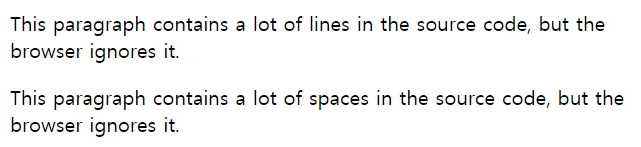 This paragraph contains a lot of lines in the source code, but the
browser ignores it.
This paragraph contains a lot of spaces in the source code, but the
browser ignores it.